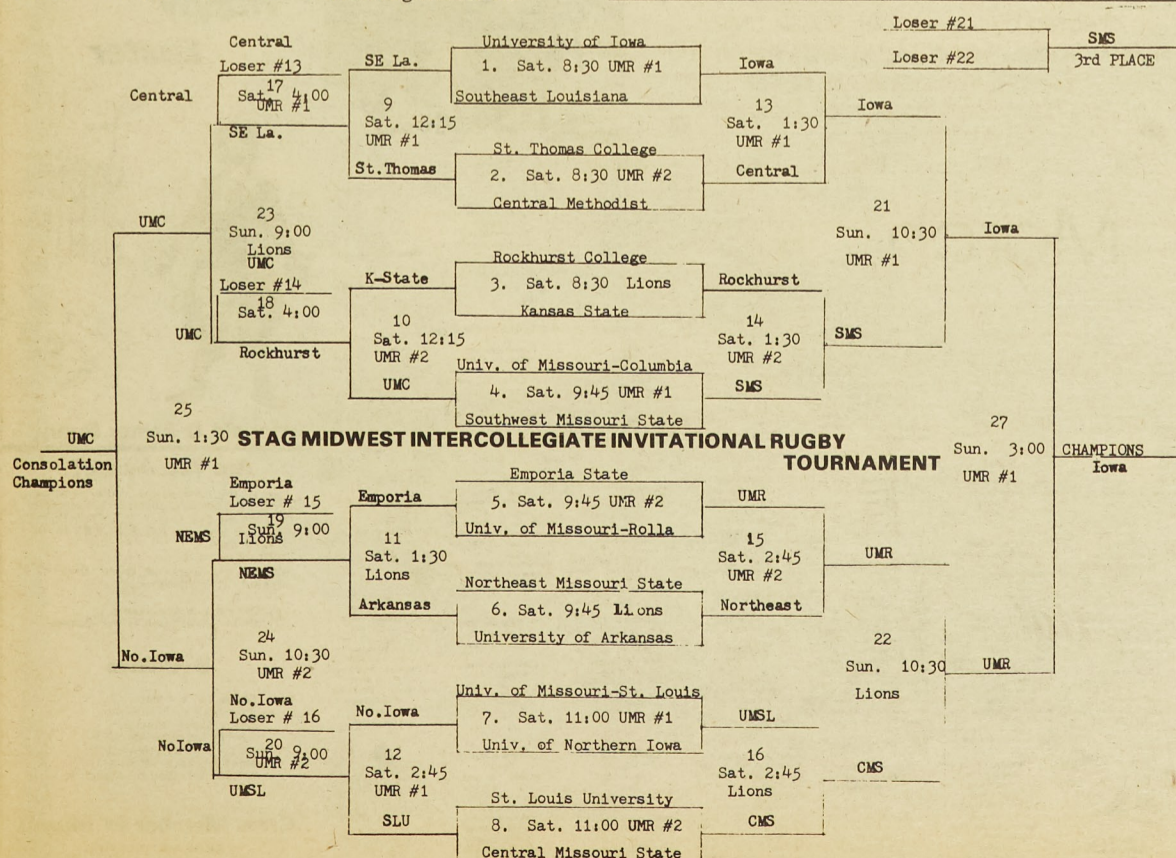 Loser #21
Loser #22
SMS
3rd PLACE
Central
Loser #13
Central
17
Sat. 4:00
UMR #1
SE La.
SE La.
9
Sat. 12:15
UMR #1
St.Thomas
University of Iowa
1. Sat. 8:30 UMR #1
Southeast Louisiana
St. Thomas College
2. Sat. 8:30 UMR #2
Central Methodist
Iowa
13
Sat. 1:30
UMR #1
Central
Iowa
UMC
23
Sun. 9:00
Lions
UMC
Loser #14
18
Sat. 4:00
UMC
Rockhurst
K-State
10
Sat. 12:15
UMR #2
UMC
Rockhurst College
3. Sat. 8:30 Lions
Kansas State
Univ. of Missouri-Columbia
4. Sat. 9:45 UMR #1
Southwest Missouri State
Rockhurst
14
Sat. 1:30
UMR #2
SMS
SMS
21
Sun. 10:30
UMR #1
Iowa
UMC
Consolation
Champions
25
Sun. 1:30
UMR #1
STAG MIDWEST INTERCOLLEGIATE INVITATIONAL RUGBY
TOURNAMENT
27
Sun. 3:00
UMR #1
CHAMPIONS
Iowa
Emporia
Loser # 15
19
Sun. 9:00
Lions
NEMS
NEMS
Emporia
11
Sat. 1:30
Lions
Arkansas
Emporia State
5. Sat. 9:45 UMR #2
Univ. of Missouri-Rolla
Northeast Missouri State
6. Sat. 9:45 Lions
University of Arkansas
UMR
15
Sat. 2:45
UMR #2
Northeast
UMR
No.Iowa
24
Sun. 10:30
UMR #2
No.Iowa
Loser # 16
20
Sun. 9:00
UMR #2
NoIowa
UMSL
No.Iowa
12
Sat. 2:45
UMR #1
SLU
Univ. of Missouri-St. Louis
7. Sat. 11:00 UMR #1
Univ. of Northern Iowa
St. Louis University
8. Sat. 11:00 UMR #2
Central Missouri State
UMSL
16
Sat. 2:45
Lions
CMS
CMS
22
Sun. 10:30
Lions
UMR